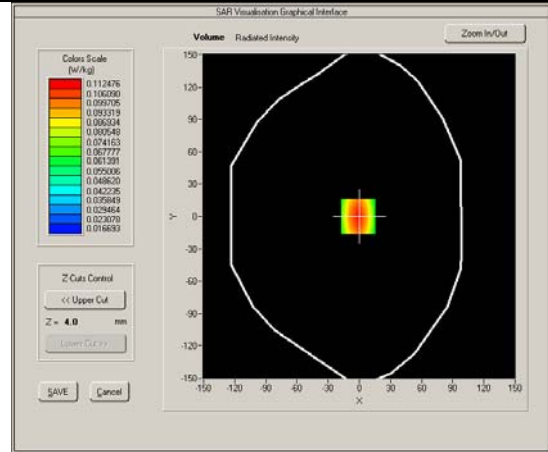 SAR Visualisation Graphical Interface
Volume Radiated Intensity
Zoom In/Out
Colors Scale
(W/kg)
0.112476
0.106090
0.099705
0.093319
0.086934
0.080548
0.074163
0.067777
0.061391
0.055006
0.048620
0.042235
0.035849
0.029464
0.023078
0.016693
Z-Cuts Control
<< Upper Cut
Z = 4.0 mm
Lower Cut >>
SAVE Cancel
150
120
90
60
30
0
-30
-60
-90
-120
-150
Y
-150 -120 -90 -60 -30 0 30 60 90 120 150
X